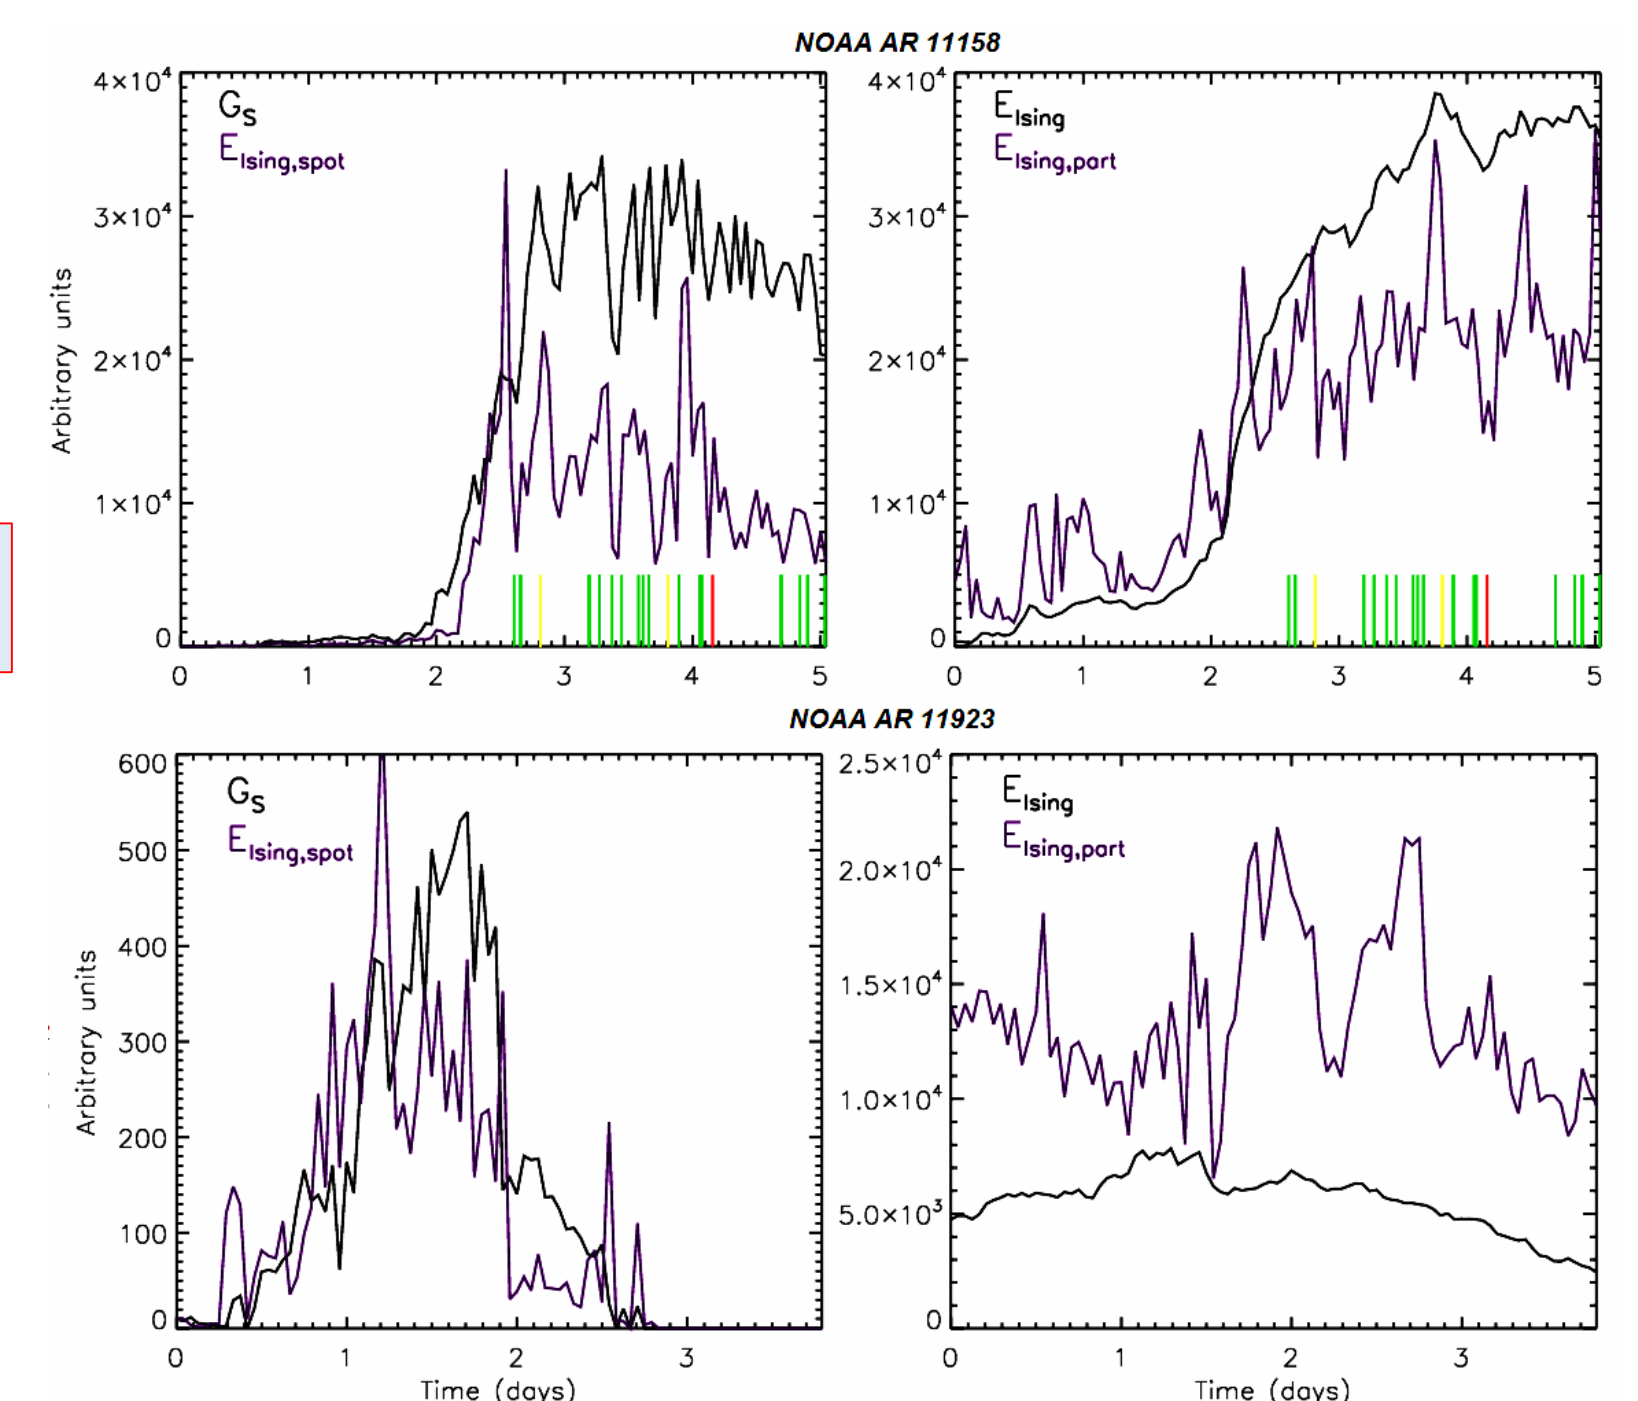 NOAA AR 11158
4×10⁴
3×10⁴
2×10⁴
1×10⁴
0
Arbitrary units
G_S
E_Ising,spot
0 1 2 3 4 5
4×10⁴
3×10⁴
2×10⁴
1×10⁴
0
E_Ising
E_Ising,part
0 1 2 3 4 5
NOAA AR 11923
600
500
400
300
200
100
0
Arbitrary units
G_S
E_Ising,spot
0 1 2 3
Time (days)
2.5×10⁴
2.0×10⁴
1.5×10⁴
1.0×10⁴
5.0×10³
0
E_Ising
E_Ising,part
0 1 2 3
Time (days)